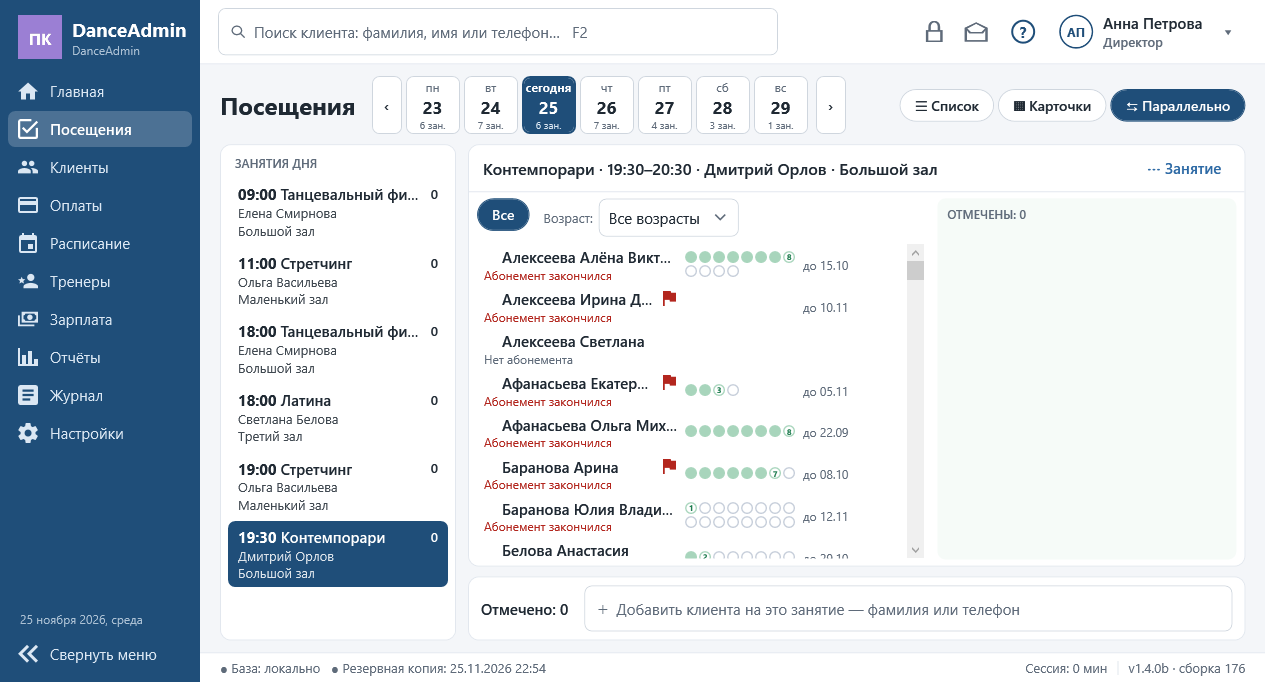 ПК
DanceAdmin
DanceAdmin
Главная
Посещения
Клиенты
Оплаты
Расписание
Тренеры
Зарплата
Отчёты
Журнал
Настройки
25 ноября 2026, среда
Свернуть меню
Поиск клиента: фамилия, имя или телефон... F2
?
АП
Анна Петрова
Директор
Посещения
‹
пн
23
6 зан.
вт
24
7 зан.
сегодня
25
6 зан.
чт
26
7 зан.
пт
27
4 зан.
сб
28
3 зан.
вс
29
1 зан.
›
Список
Карточки
Параллельно
ЗАНЯТИЯ ДНЯ
09:00 Танцевальный фи... 0
Елена Смирнова
Большой зал
11:00 Стретчинг 0
Ольга Васильева
Маленький зал
18:00 Танцевальный фи... 0
Елена Смирнова
Большой зал
18:00 Латина 0
Светлана Белова
Третий зал
19:00 Стретчинг 0
Ольга Васильева
Маленький зал
19:30 Контемпорари 0
Дмитрий Орлов
Большой зал
Контемпорари · 19:30–20:30 · Дмитрий Орлов · Большой зал
··· Занятие
Все
Возраст:
Все возрасты
Алексеева Алёна Викт... 8 до 15.10
Абонемент закончился
Алексеева Ирина Д... до 10.11
Абонемент закончился
Алексеева Светлана
Нет абонемента
Афанасьева Екатер... 3 до 05.11
Абонемент закончился
Афанасьева Ольга Мих... 8 до 22.09
Абонемент закончился
Баранова Арина 7 до 08.10
Абонемент закончился
Баранова Юлия Влади... 1 до 12.11
Абонемент закончился
Белова Анастасия 2 до 29.10
ОТМЕЧЕНЫ: 0
Отмечено: 0
+ Добавить клиента на это занятие — фамилия или телефон
● База: локально ● Резервная копия: 25.11.2026 22:54
Сессия: 0 мин
v1.4.0b · сборка 176